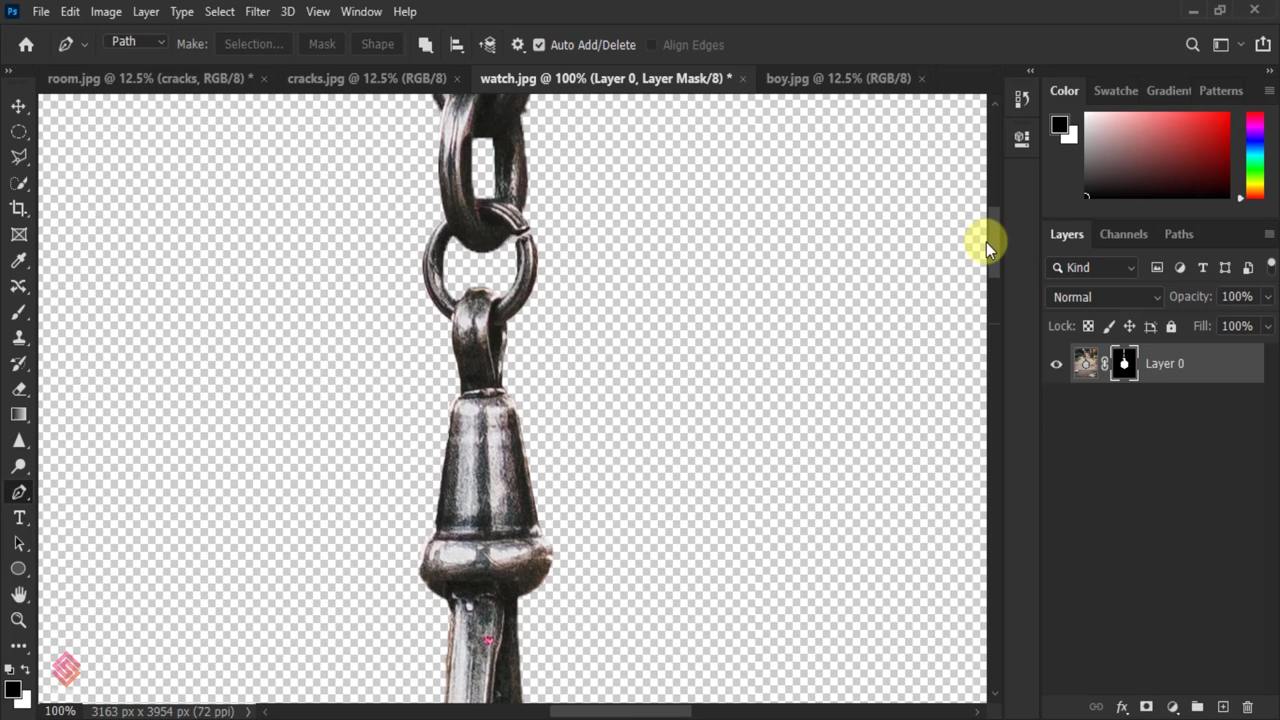 Ps File Edit Image Layer Type Select Filter 3D View Window Help
Path Make: Selection... Mask Shape Auto Add/Delete Align Edges
room.jpg @ 12.5% (cracks, RGB/8) * × cracks.jpg @ 12.5% (RGB/8) × watch.jpg @ 100% (Layer 0, Layer Mask/8) * × boy.jpg @ 12.5% (RGB/8) ×
Color Swatche Gradient Patterns
Layers Channels Paths
Kind
Normal Opacity: 100%
Lock: Fill: 100%
Layer 0
100% 3163 px x 3954 px (72 ppi)